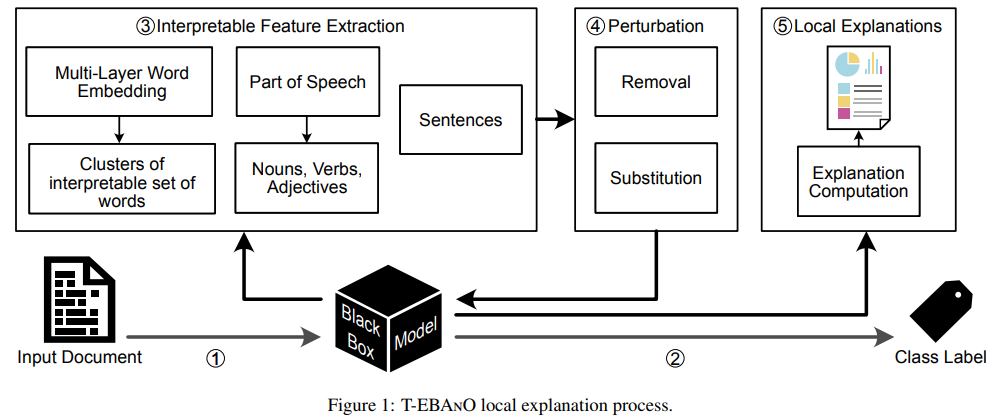 ③Interpretable Feature Extraction
Multi-Layer Word
Embedding
Clusters of
interpretable set of
words
Part of Speech
Nouns, Verbs,
Adjectives
Sentences
④Perturbation
Removal
Substitution
⑤Local Explanations
Explanation
Computation
Input Document
①
Black
Box
Model
②
Class Label
Figure 1: T-EBANO local explanation process.